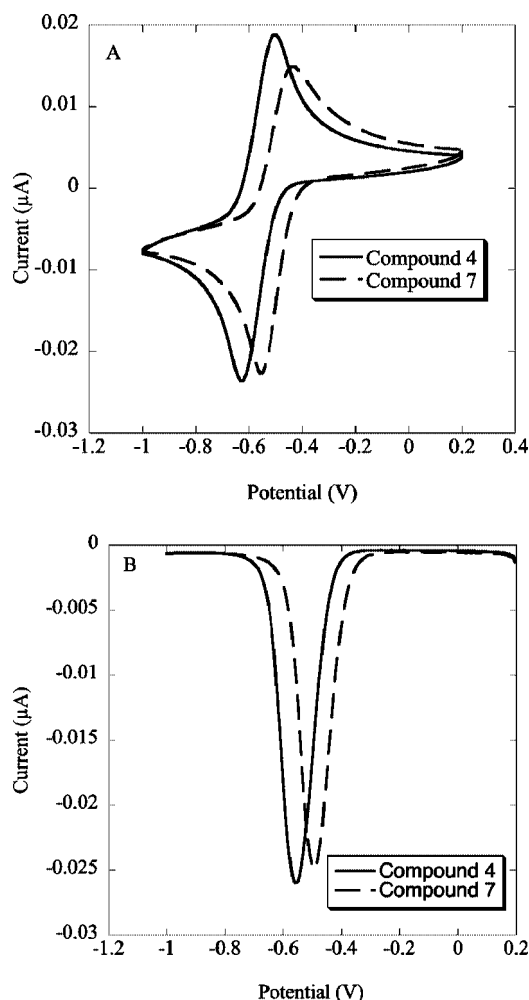 0.02
A
0.01
0
-0.01
-0.02
-0.03
Current (µA)
Compound 4
Compound 7
-1.2 -1 -0.8 -0.6 -0.4 -0.2 0 0.2 0.4
Potential (V)
0
B
-0.005
-0.01
-0.015
-0.02
-0.025
-0.03
Current (µA)
Compound 4
Compound 7
-1.2 -1 -0.8 -0.6 -0.4 -0.2 0 0.2
Potential (V)